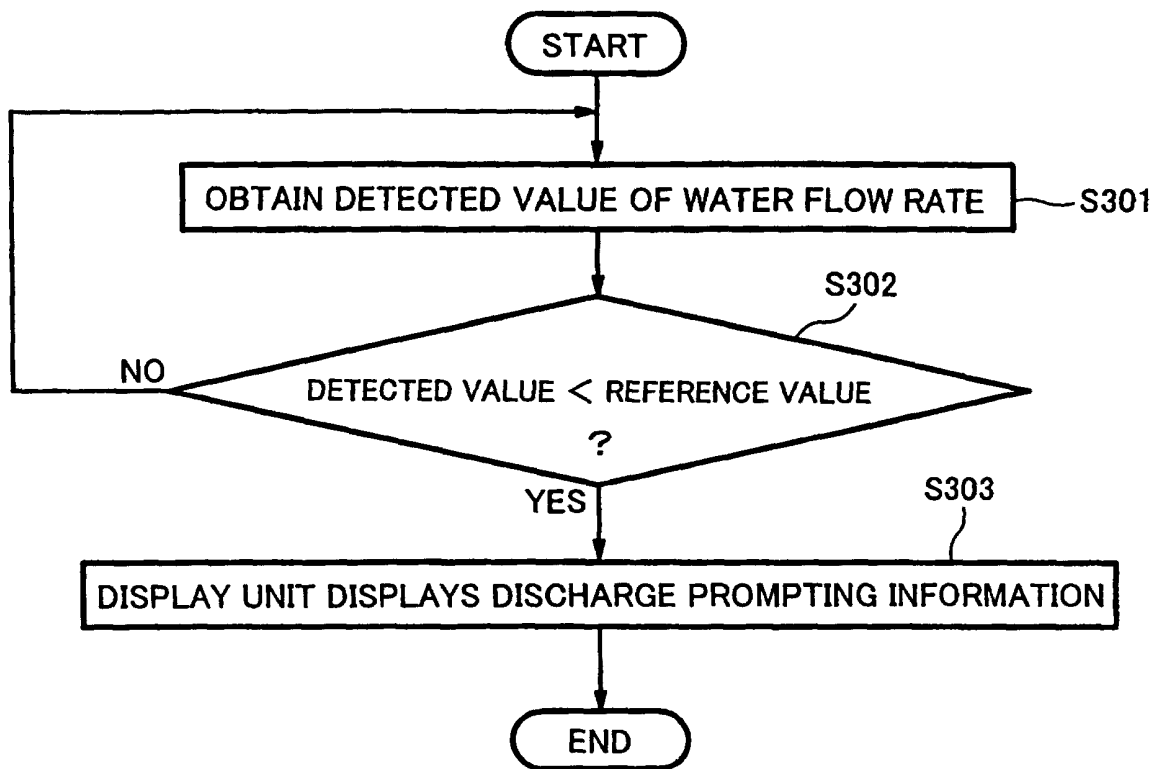 START
OBTAIN DETECTED VALUE OF WATER FLOW RATE
S301
S302
NO
DETECTED VALUE < REFERENCE VALUE
?
YES
S303
DISPLAY UNIT DISPLAYS DISCHARGE PROMPTING INFORMATION
END